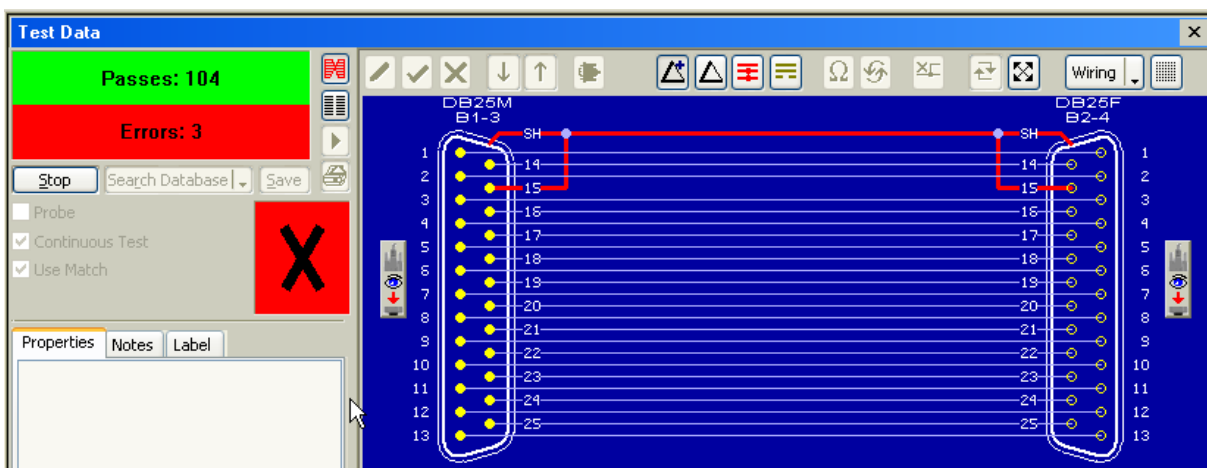 Test Data
Passes: 104
Errors: 3
Stop
Search Database
Save
Probe
Continuous Test
Use Match
Properties
Notes
Label
Wiring
DB25M
B1-3
DB25F
B2-4
SH
SH
1
1
14
14
2
2
15
15
3
3
16
16
4
4
17
17
5
5
18
18
6
6
19
19
7
7
20
20
8
8
21
21
9
9
22
22
10
10
23
23
11
11
24
24
12
12
25
25
13
13